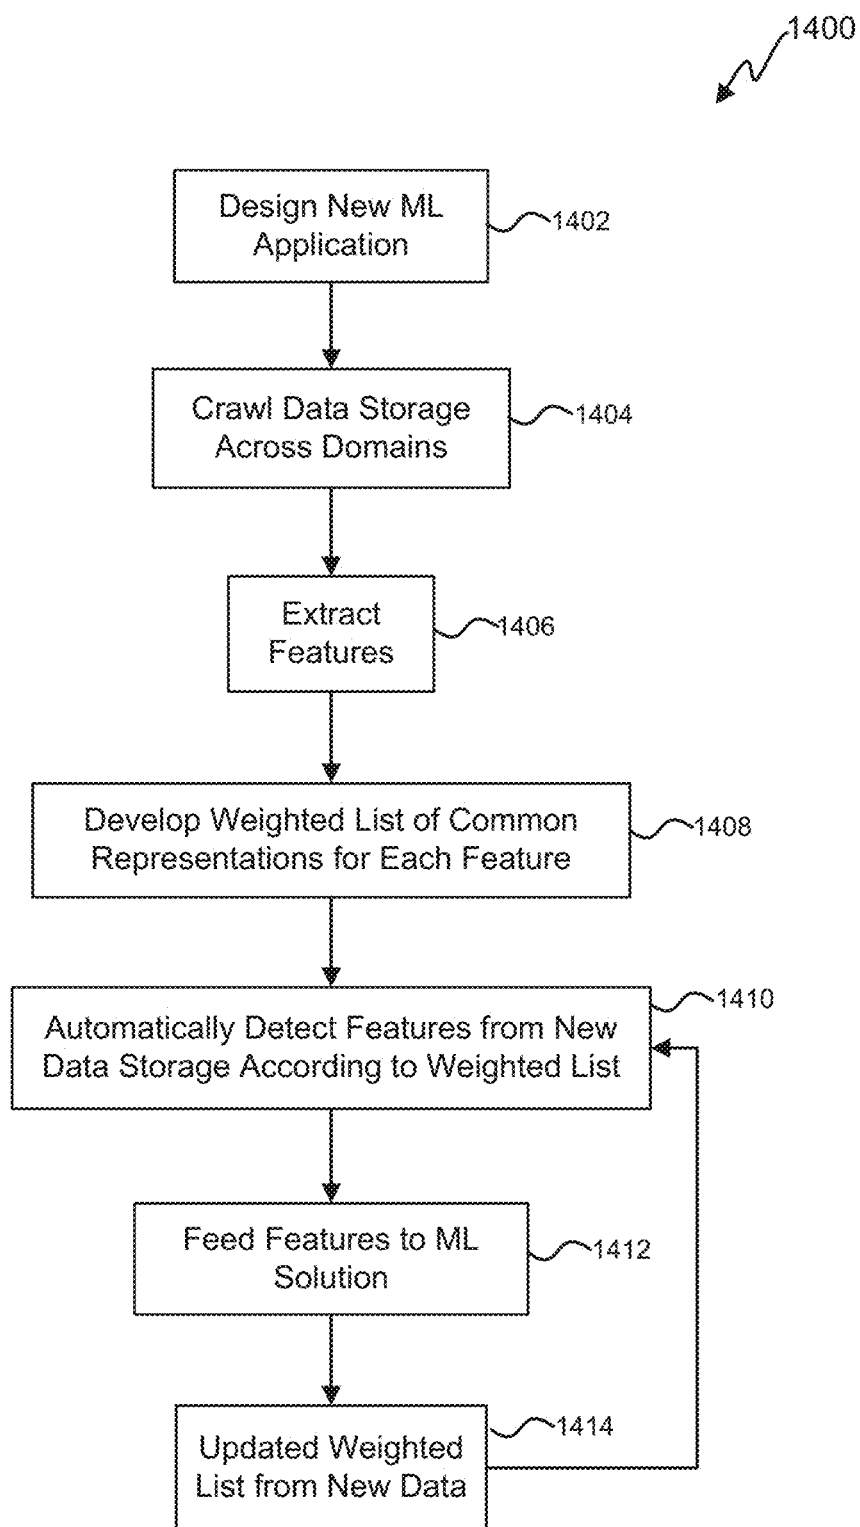 1400
Design New ML
Application
1402
Crawl Data Storage
Across Domains
1404
Extract
Features
1406
Develop Weighted List of Common
Representations for Each Feature
1408
Automatically Detect Features from New
Data Storage According to Weighted List
1410
Feed Features to ML
Solution
1412
Updated Weighted
List from New Data
1414